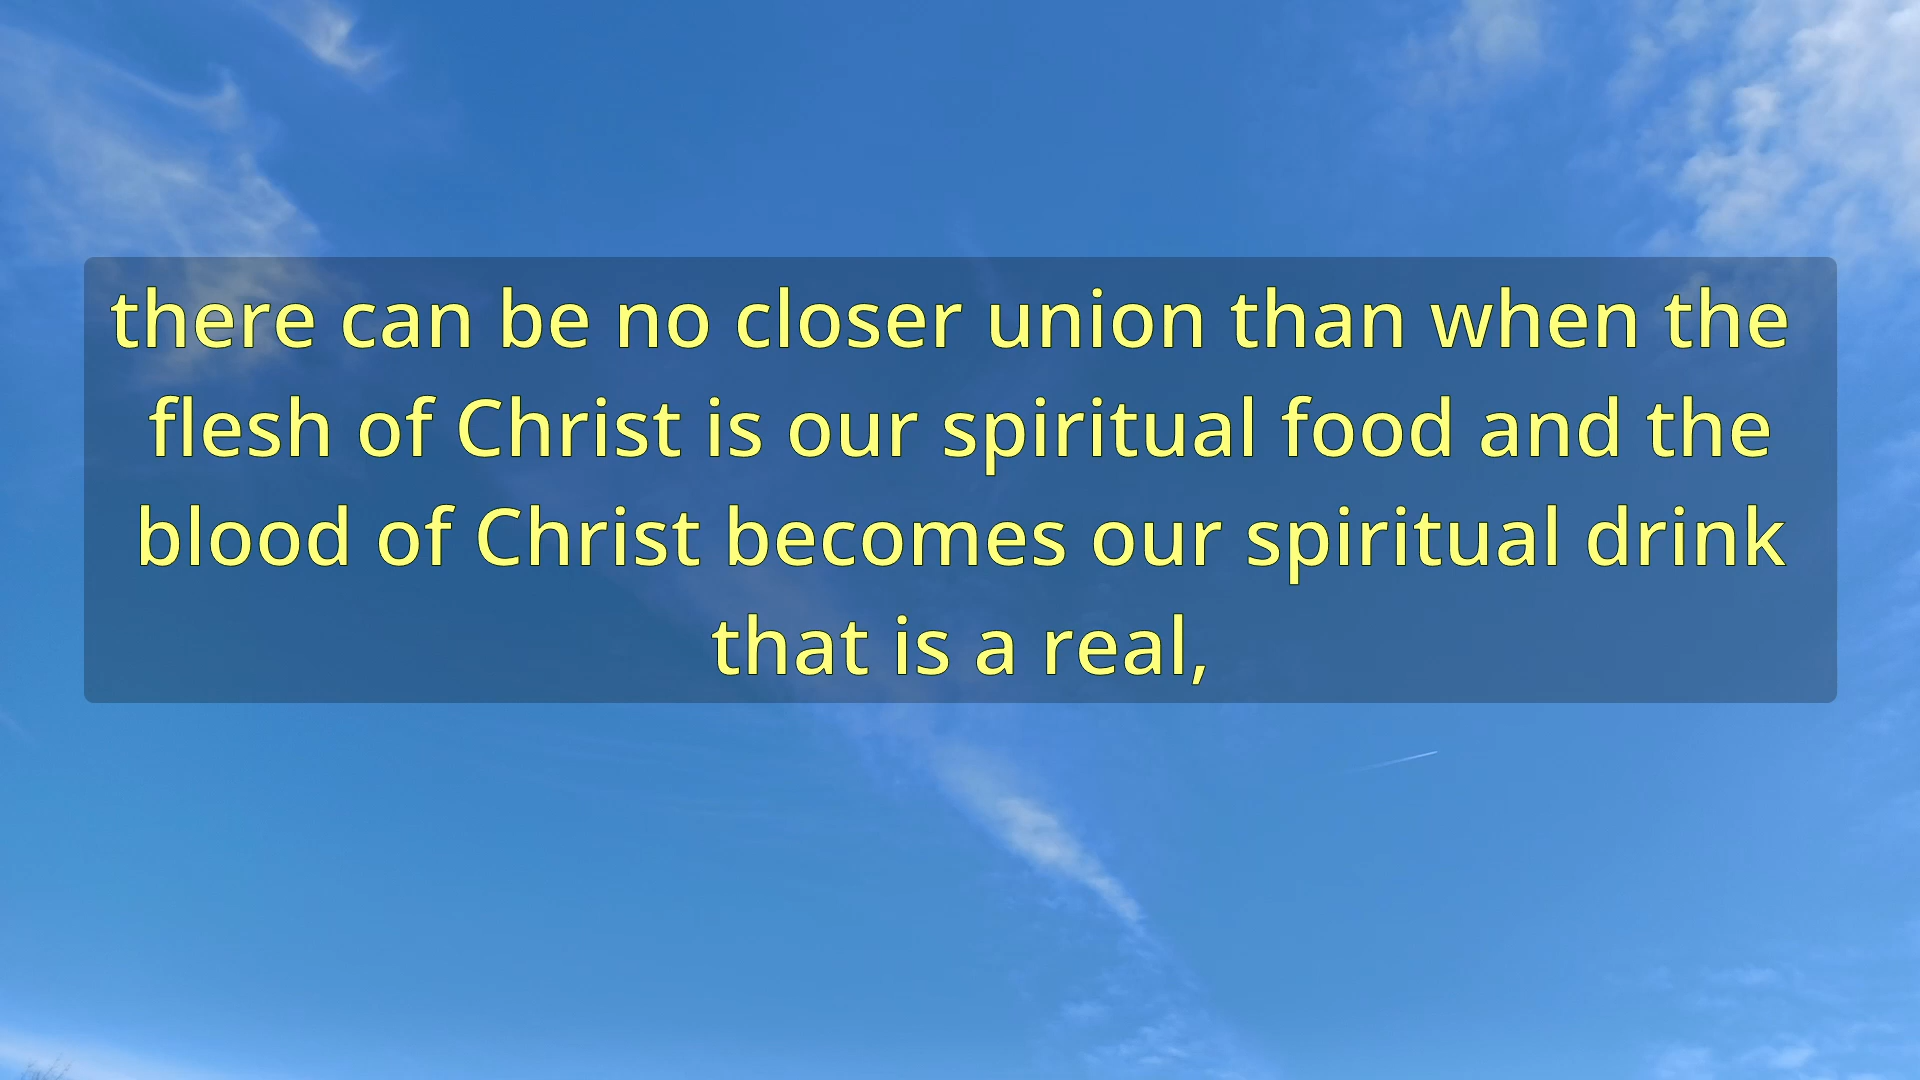 there can be no closer union than when the
flesh of Christ is our spiritual food and the
blood of Christ becomes our spiritual drink
that is a real,